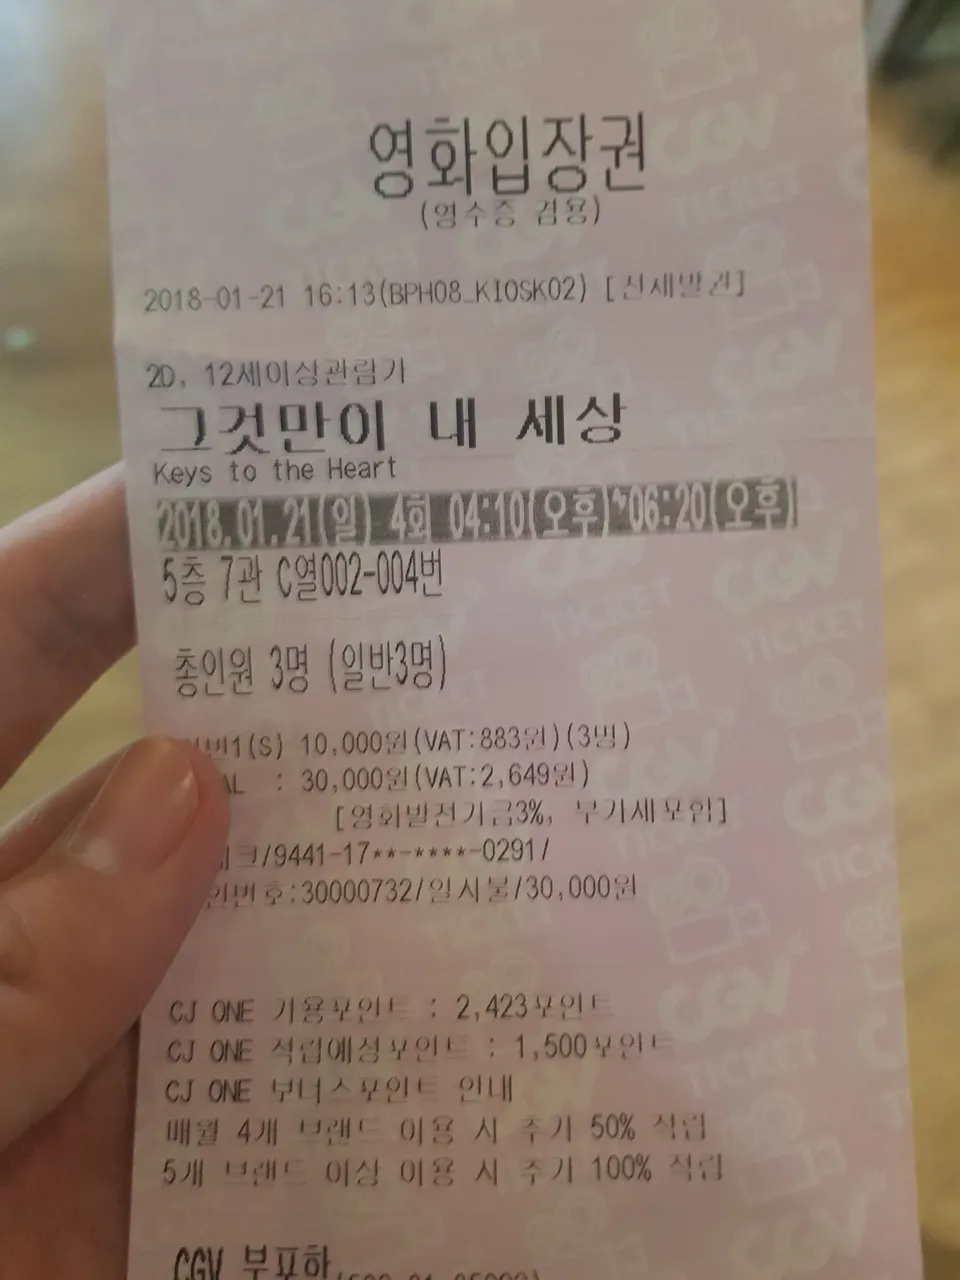 영화입장권
(영수증 겸용)
2018-01-21 16:13(BPH08_KIOSK02) [신새발권]
2D, 12세이상관람가
그것만이 내 세상
Keys to the Heart
2018.01.21(일) 4회 04:10(오후)~06:20(오후)
5층 7관 C열002-004번
총인원 3명 (일반3명)
1(S) 10,000원(VAT:883원)(3명)
AL : 30,000원(VAT:2,649원)
[영화발전기금3%, 부가세포함]
크/9441-17**-****-0291/
인번호:30000732/일시불/30,000원
CJ ONE 가용포인트 : 2,423포인트
CJ ONE 적립예정포인트 : 1,500포인트
CJ ONE 보너스포인트 안내
매월 4개 브랜드 이용 시 추가 50% 적립
5개 브랜드 이상 이용 시 추가 100% 적립
CGV